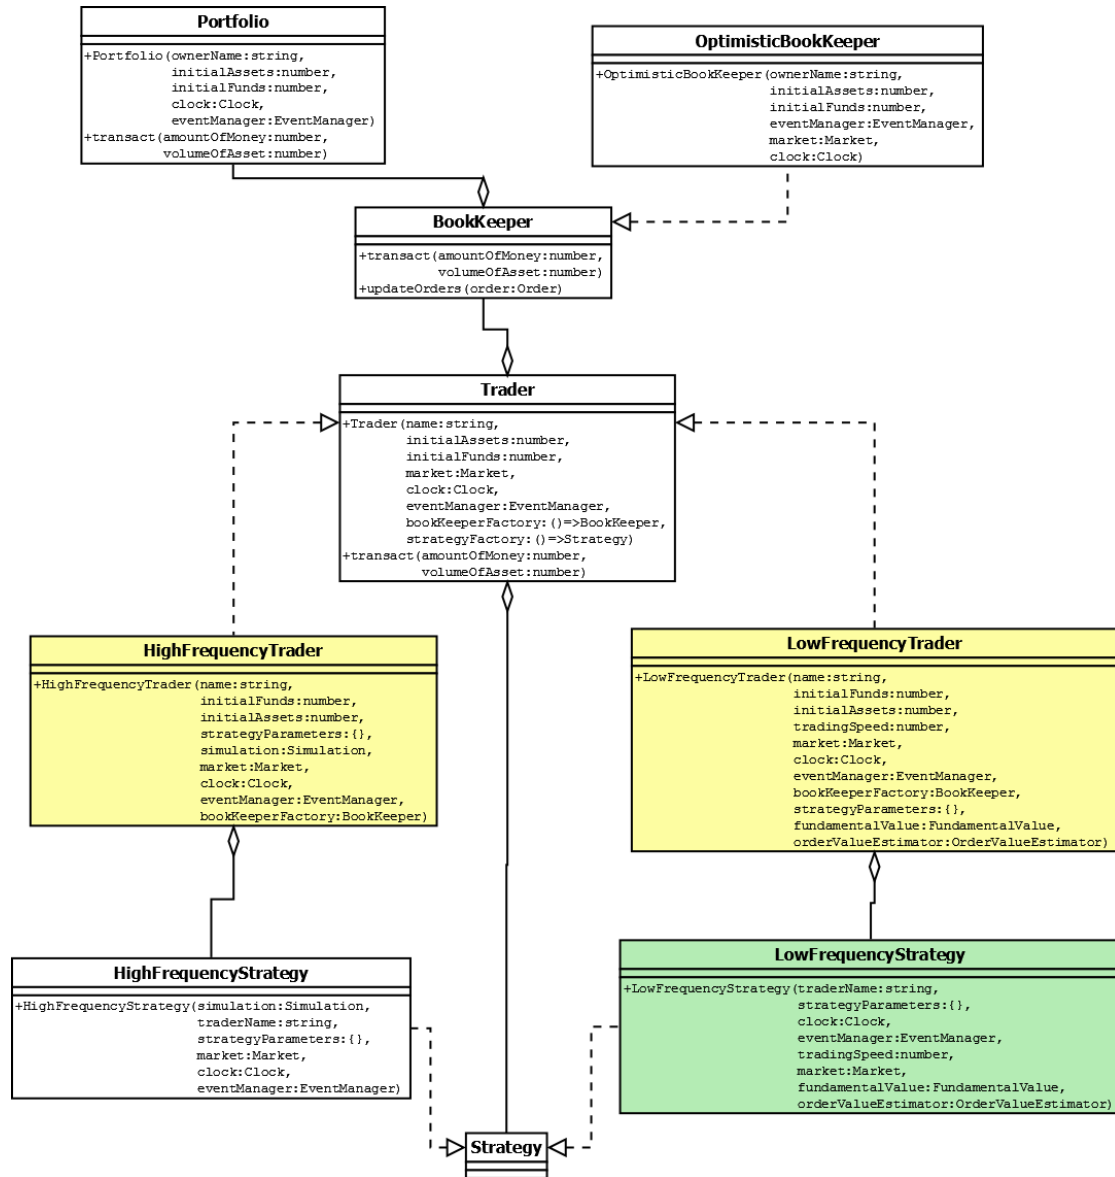 Portfolio
+Portfolio(ownerName:string,
initialAssets:number,
initialFunds:number,
clock:Clock,
eventManager:EventManager)
+transact(amountOfMoney:number,
volumeOfAsset:number)
OptimisticBookKeeper
+OptimisticBookKeeper(ownerName:string,
initialAssets:number,
initialFunds:number,
eventManager:EventManager,
market:Market,
clock:Clock)
BookKeeper
+transact(amountOfMoney:number,
volumeOfAsset:number)
+updateOrders(order:Order)
Trader
+Trader(name:string,
initialAssets:number,
initialFunds:number,
market:Market,
clock:Clock,
eventManager:EventManager,
bookKeeperFactory:()=>BookKeeper,
strategyFactory:()=>Strategy)
+transact(amountOfMoney:number,
volumeOfAsset:number)
HighFrequencyTrader
+HighFrequencyTrader(name:string,
initialFunds:number,
initialAssets:number,
strategyParameters:{},
simulation:Simulation,
market:Market,
clock:Clock,
eventManager:EventManager,
bookKeeperFactory:BookKeeper)
LowFrequencyTrader
+LowFrequencyTrader(name:string,
initialFunds:number,
initialAssets:number,
tradingSpeed:number,
market:Market,
clock:Clock,
eventManager:EventManager,
bookKeeperFactory:BookKeeper,
strategyParameters:{},
fundamentalValue:FundamentalValue,
orderValueEstimator:OrderValueEstimator)
HighFrequencyStrategy
+HighFrequencyStrategy(simulation:Simulation,
traderName:string,
strategyParameters:{},
market:Market,
clock:Clock,
eventManager:EventManager)
LowFrequencyStrategy
+LowFrequencyStrategy(traderName:string,
strategyParameters:{},
clock:Clock,
eventManager:EventManager,
tradingSpeed:number,
market:Market,
fundamentalValue:FundamentalValue,
orderValueEstimator:OrderValueEstimator)
Strategy